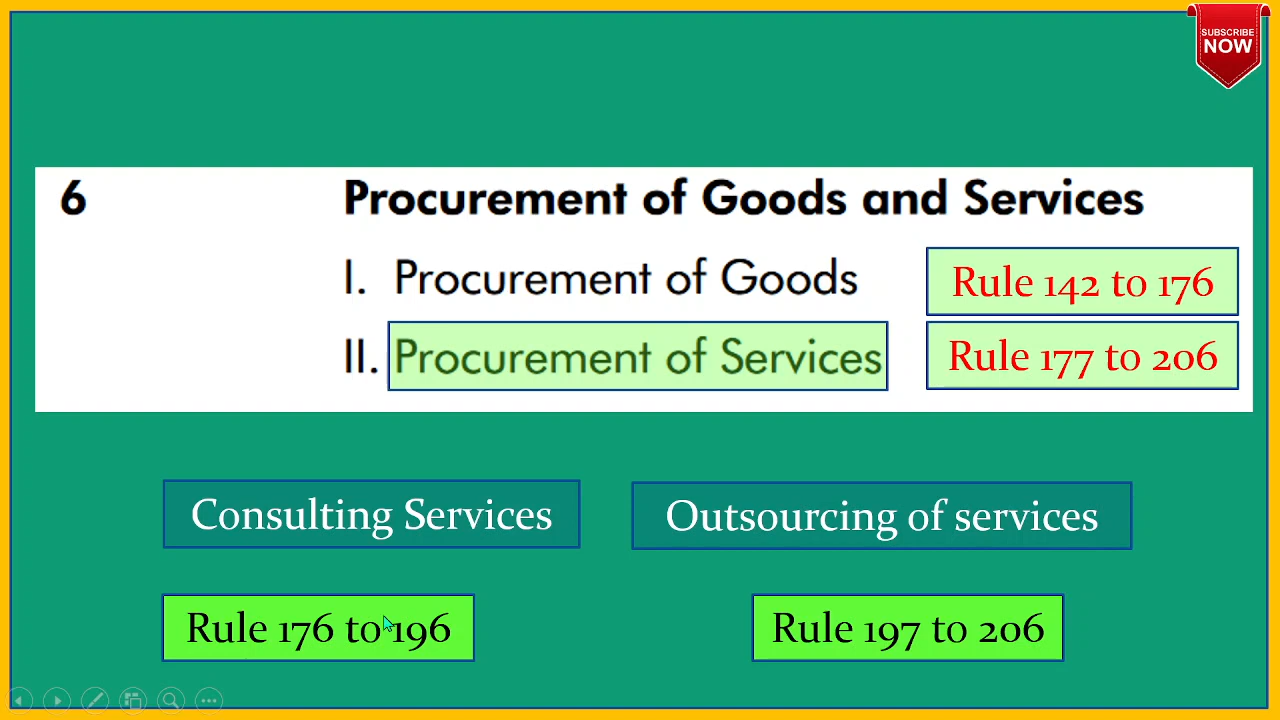 SUBSCRIBE
NOW
6 Procurement of Goods and Services
I. Procurement of Goods Rule 142 to 176
II. Procurement of Services Rule 177 to 206
Consulting Services Outsourcing of services
Rule 176 to 196 Rule 197 to 206